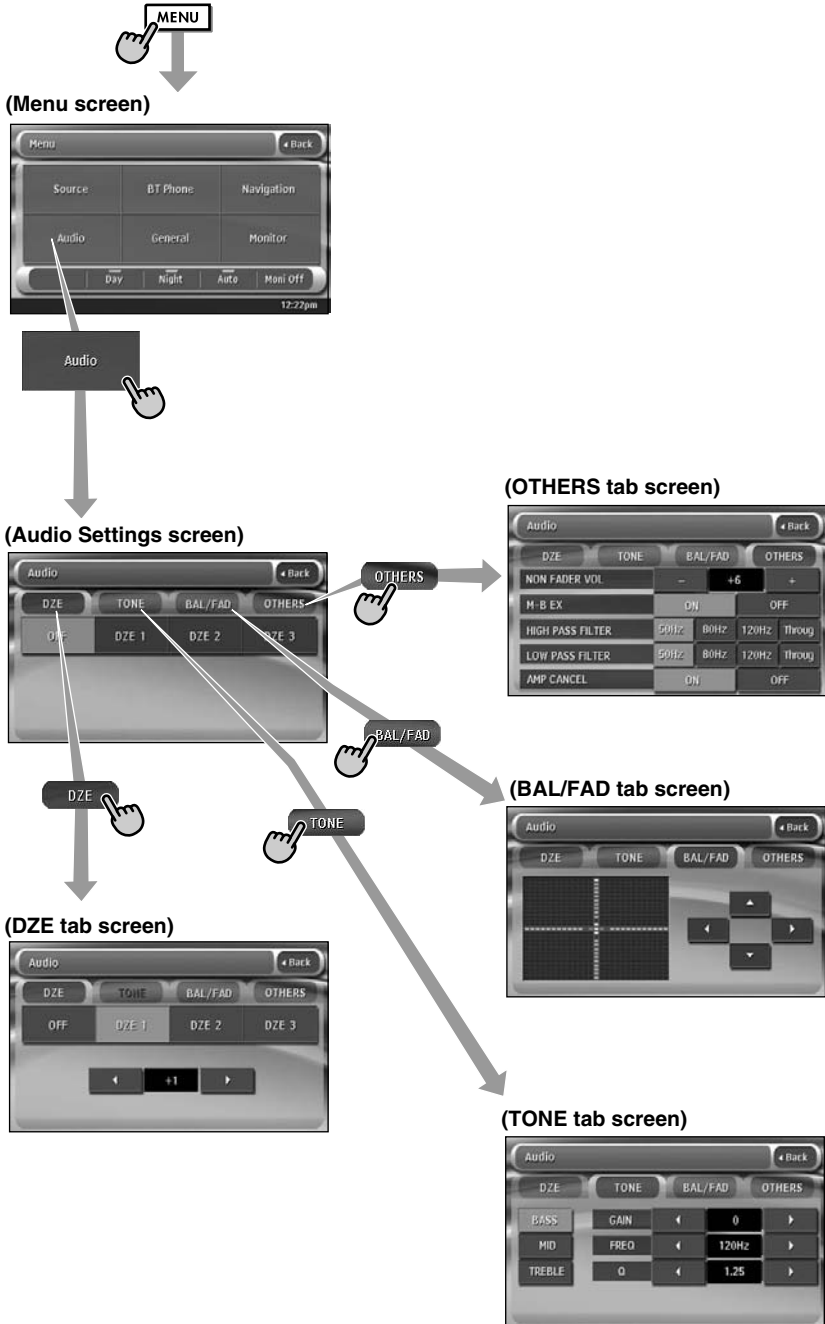 MENU
(Menu screen)
Menu
Back
Source
BT Phone
Navigation
Audio
General
Monitor
Day
Night
Auto
Moni Off
12:22pm
Audio
(Audio Settings screen)
Audio
Back
DZE
TONE
BAL/FAD
OTHERS
OFF
DZE 1
DZE 2
DZE 3
OTHERS
(OTHERS tab screen)
Audio
Back
DZE
TONE
BAL/FAD
OTHERS
NON FADER VOL
–
+6
+
M-B EX
ON
OFF
HIGH PASS FILTER
50Hz
80Hz
120Hz
Throug
LOW PASS FILTER
50Hz
80Hz
120Hz
Throug
AMP CANCEL
ON
OFF
BAL/FAD
(BAL/FAD tab screen)
Audio
Back
DZE
TONE
BAL/FAD
OTHERS
DZE
TONE
(DZE tab screen)
Audio
Back
DZE
TONE
BAL/FAD
OTHERS
OFF
DZE 1
DZE 2
DZE 3
+1
(TONE tab screen)
Audio
Back
DZE
TONE
BAL/FAD
OTHERS
BASS
GAIN
0
MID
FREQ
120Hz
TREBLE
Q
1.25